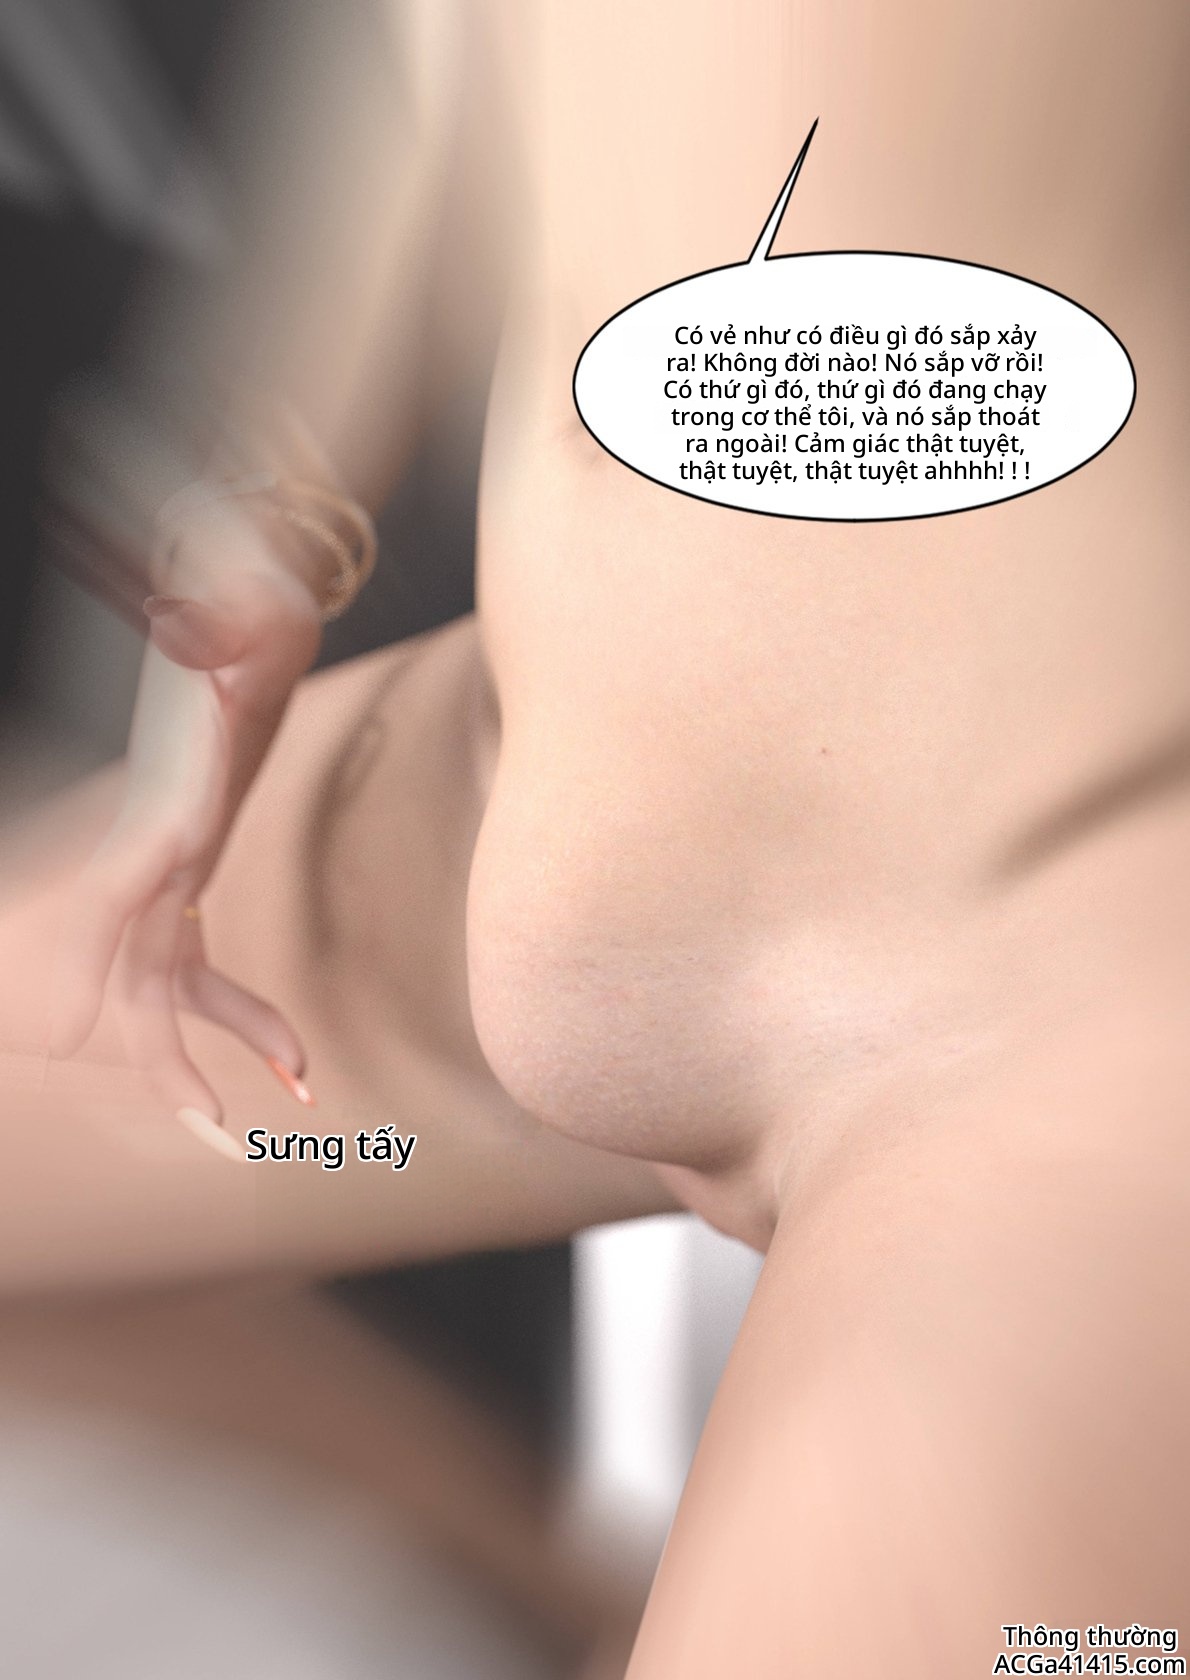 Có vẻ như có điều gì đó sắp xảy
ra! Không đời nào! Nó sắp vỡ rồi!
Có thứ gì đó, thứ gì đó đang chạy
trong cơ thể tôi, và nó sắp thoát
ra ngoài! Cảm giác thật tuyệt,
thật tuyệt, thật tuyệt ahhhh! ! !
Sưng tấy
Thông thường
ACGa41415.com